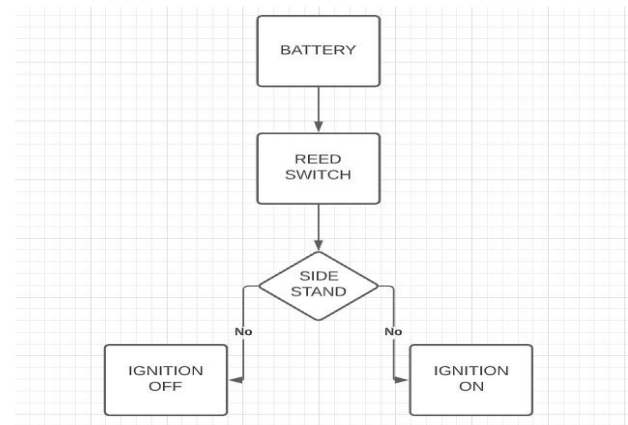 BATTERY
REED
SWITCH
SIDE
STAND
No
No
IGNITION
OFF
IGNITION
ON